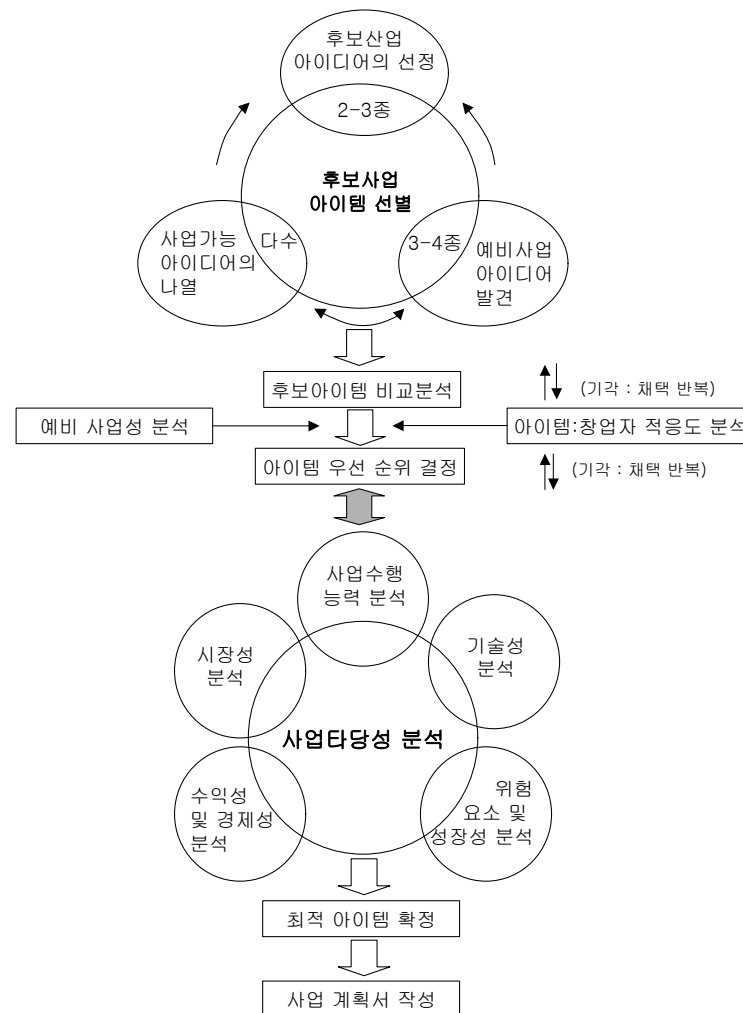 후보산업
아이디어의 선정
2-3종
후보사업
아이템 선별
사업가능
아이디어의
나열
다수
3-4종
예비사업
아이디어
발견
후보아이템 비교분석
(기각 : 채택 반복)
예비 사업성 분석
아이템:창업자 적응도 분석
아이템 우선 순위 결정
(기각 : 채택 반복)
사업수행
능력 분석
시장성
분석
기술성
분석
사업타당성 분석
수익성
및 경제성
분석
위험
요소 및
성장성 분석
최적 아이템 확정
사업 계획서 작성